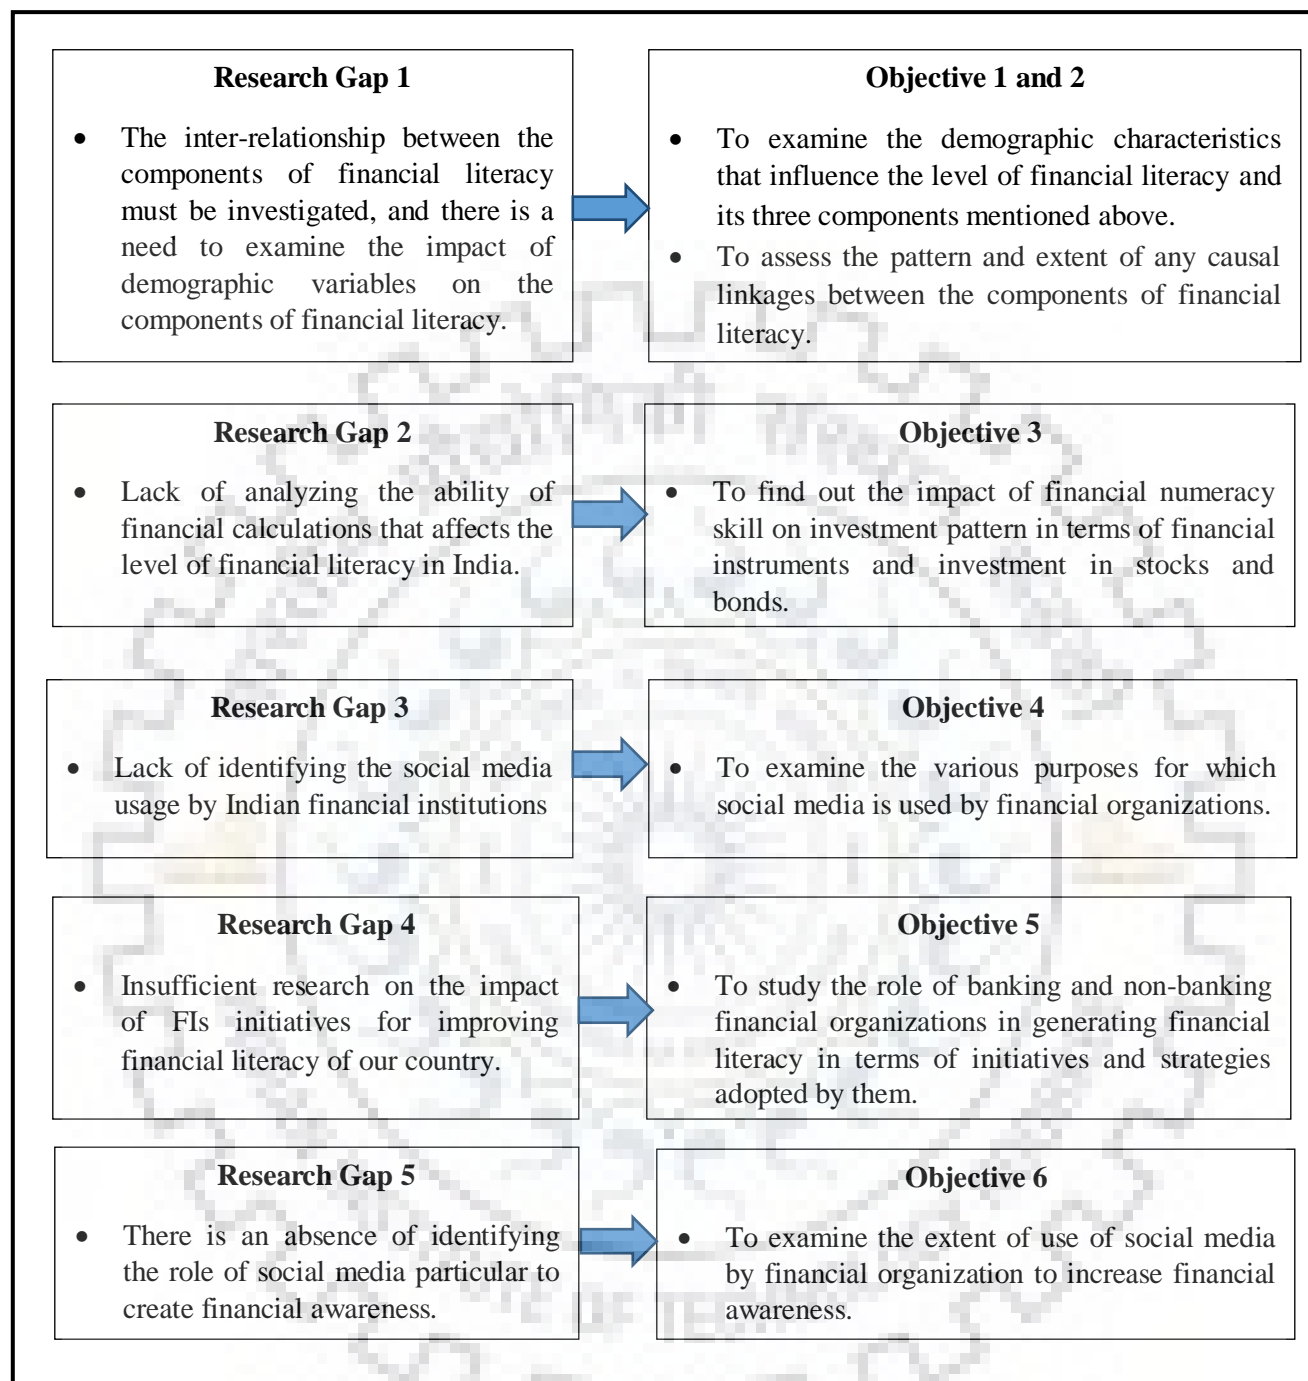 Research Gap 1
• The inter-relationship between the
components of financial literacy
must be investigated, and there is a
need to examine the impact of
demographic variables on the
components of financial literacy.
Objective 1 and 2
• To examine the demographic characteristics
that influence the level of financial literacy and
its three components mentioned above.
• To assess the pattern and extent of any causal
linkages between the components of financial
literacy.
Research Gap 2
• Lack of analyzing the ability of
financial calculations that affects the
level of financial literacy in India.
Objective 3
• To find out the impact of financial numeracy
skill on investment pattern in terms of financial
instruments and investment in stocks and
bonds.
Research Gap 3
• Lack of identifying the social media
usage by Indian financial institutions
Objective 4
• To examine the various purposes for which
social media is used by financial organizations.
Research Gap 4
• Insufficient research on the impact
of FIs initiatives for improving
financial literacy of our country.
Objective 5
• To study the role of banking and non-banking
financial organizations in generating financial
literacy in terms of initiatives and strategies
adopted by them.
Research Gap 5
• There is an absence of identifying
the role of social media particular to
create financial awareness.
Objective 6
• To examine the extent of use of social media
by financial organization to increase financial
awareness.